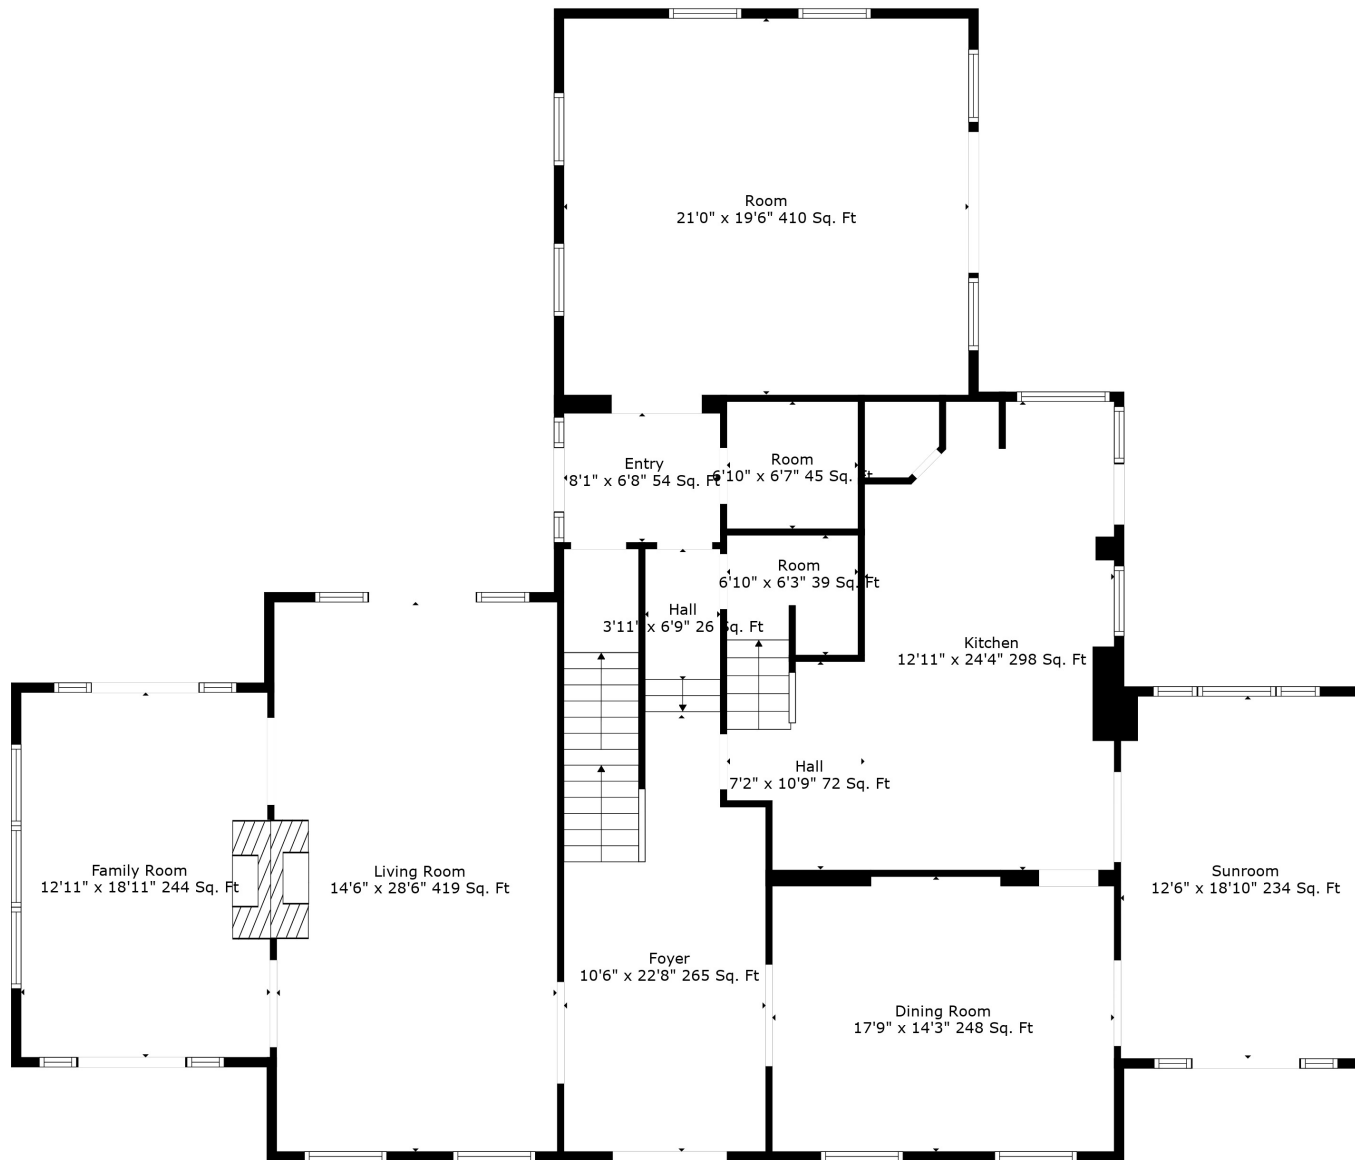 Room
21'0" x 19'6" 410 Sq. Ft
Entry
8'1" x 6'8" 54 Sq. Ft
Room
6'10" x 6'7" 45 Sq. Ft
Room
6'10" x 6'3" 39 Sq. Ft
Hall
3'11" x 6'9" 26 Sq. Ft
Kitchen
12'11" x 24'4" 298 Sq. Ft
Hall
7'2" x 10'9" 72 Sq. Ft
Family Room
12'11" x 18'11" 244 Sq. Ft
Living Room
14'6" x 28'6" 419 Sq. Ft
Sunroom
12'6" x 18'10" 234 Sq. Ft
Foyer
10'6" x 22'8" 265 Sq. Ft
Dining Room
17'9" x 14'3" 248 Sq. Ft